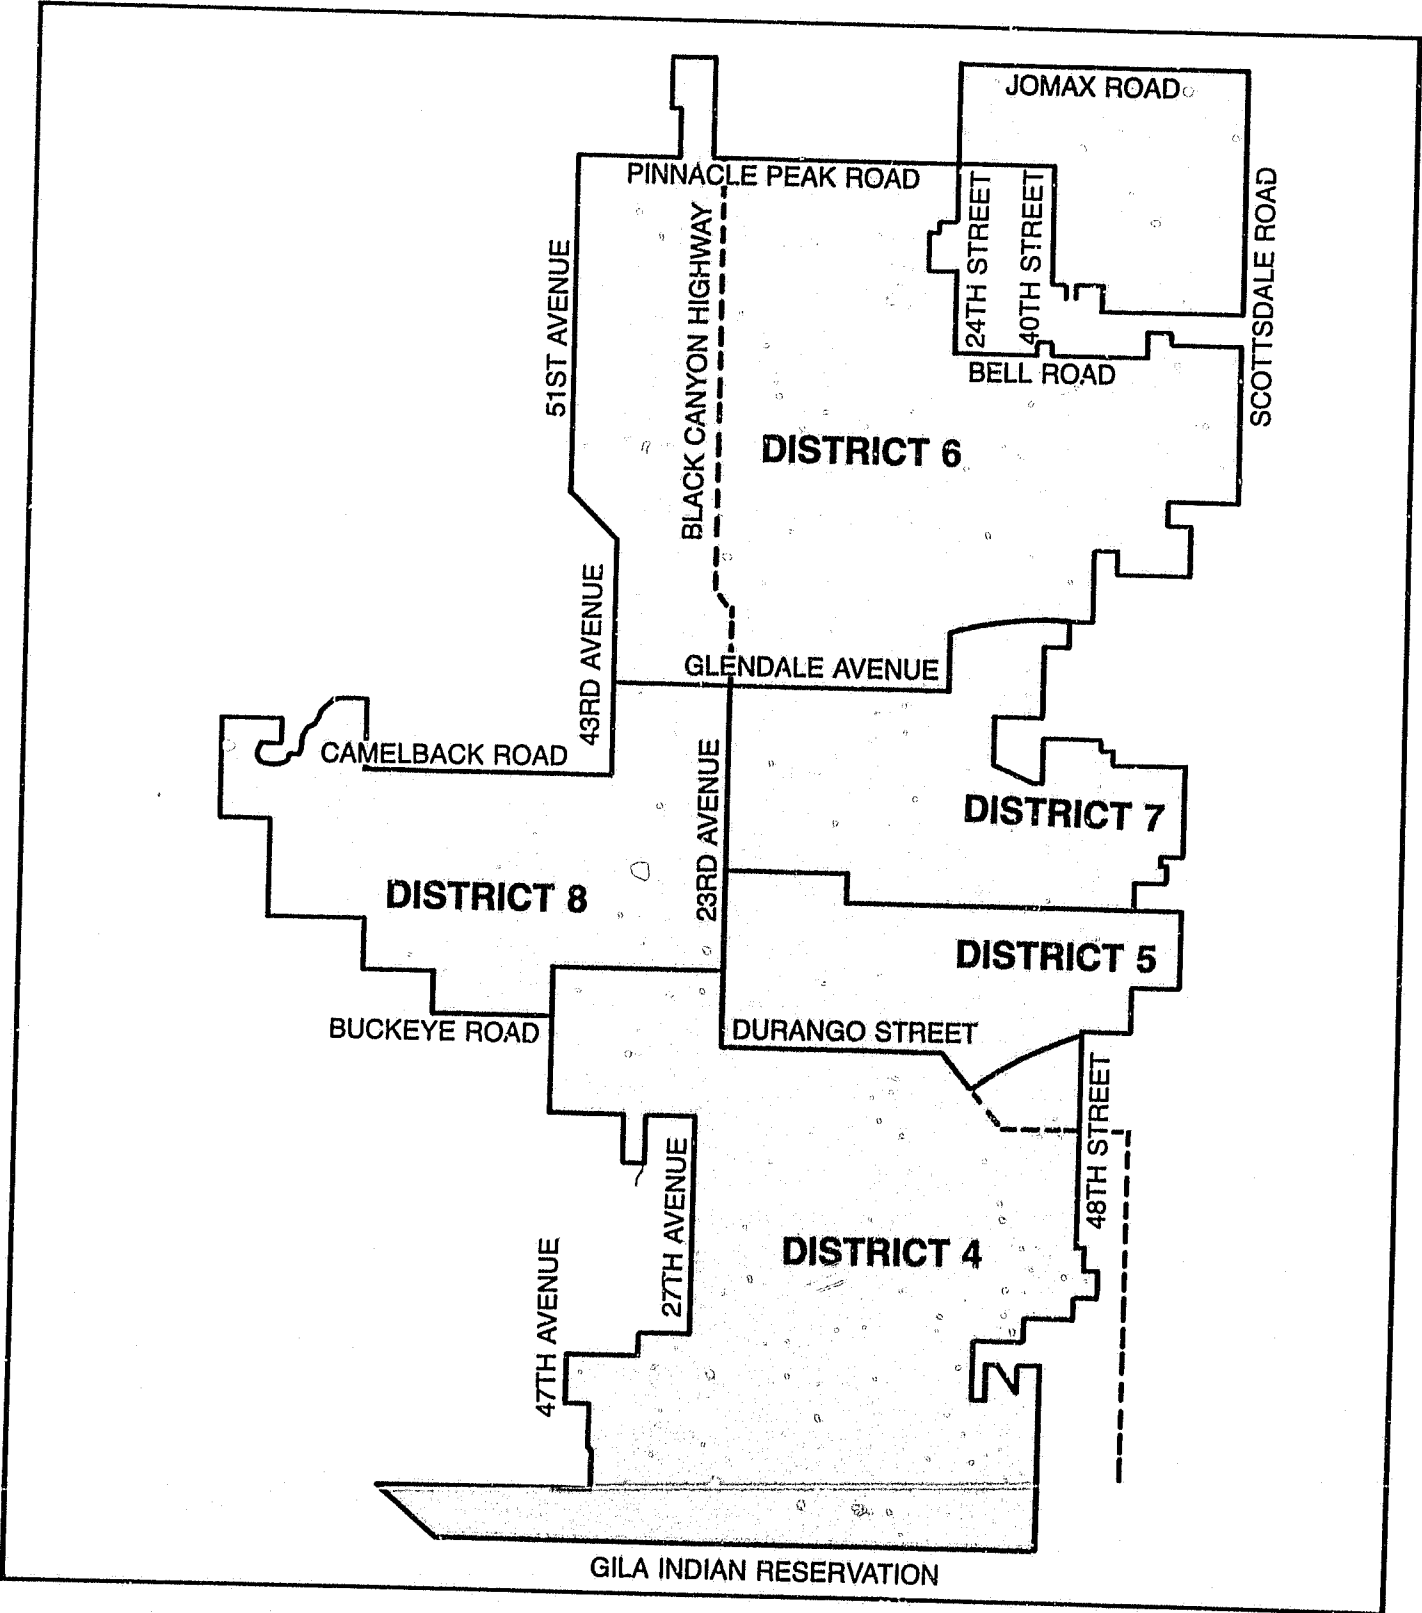 JOMAX ROAD
PINNACLE PEAK ROAD
SCOTTSDALE ROAD
24TH STREET
40TH STREET
51ST AVENUE
BLACK CANYON HIGHWAY
BELL ROAD
DISTRICT 6
43RD AVENUE
GLENDALE AVENUE
CAMELBACK ROAD
23RD AVENUE
DISTRICT 7
DISTRICT 8
DISTRICT 5
BUCKEYE ROAD
DURANGO STREET
48TH STREET
27TH AVENUE
DISTRICT 4
47TH AVENUE
GILA INDIAN RESERVATION